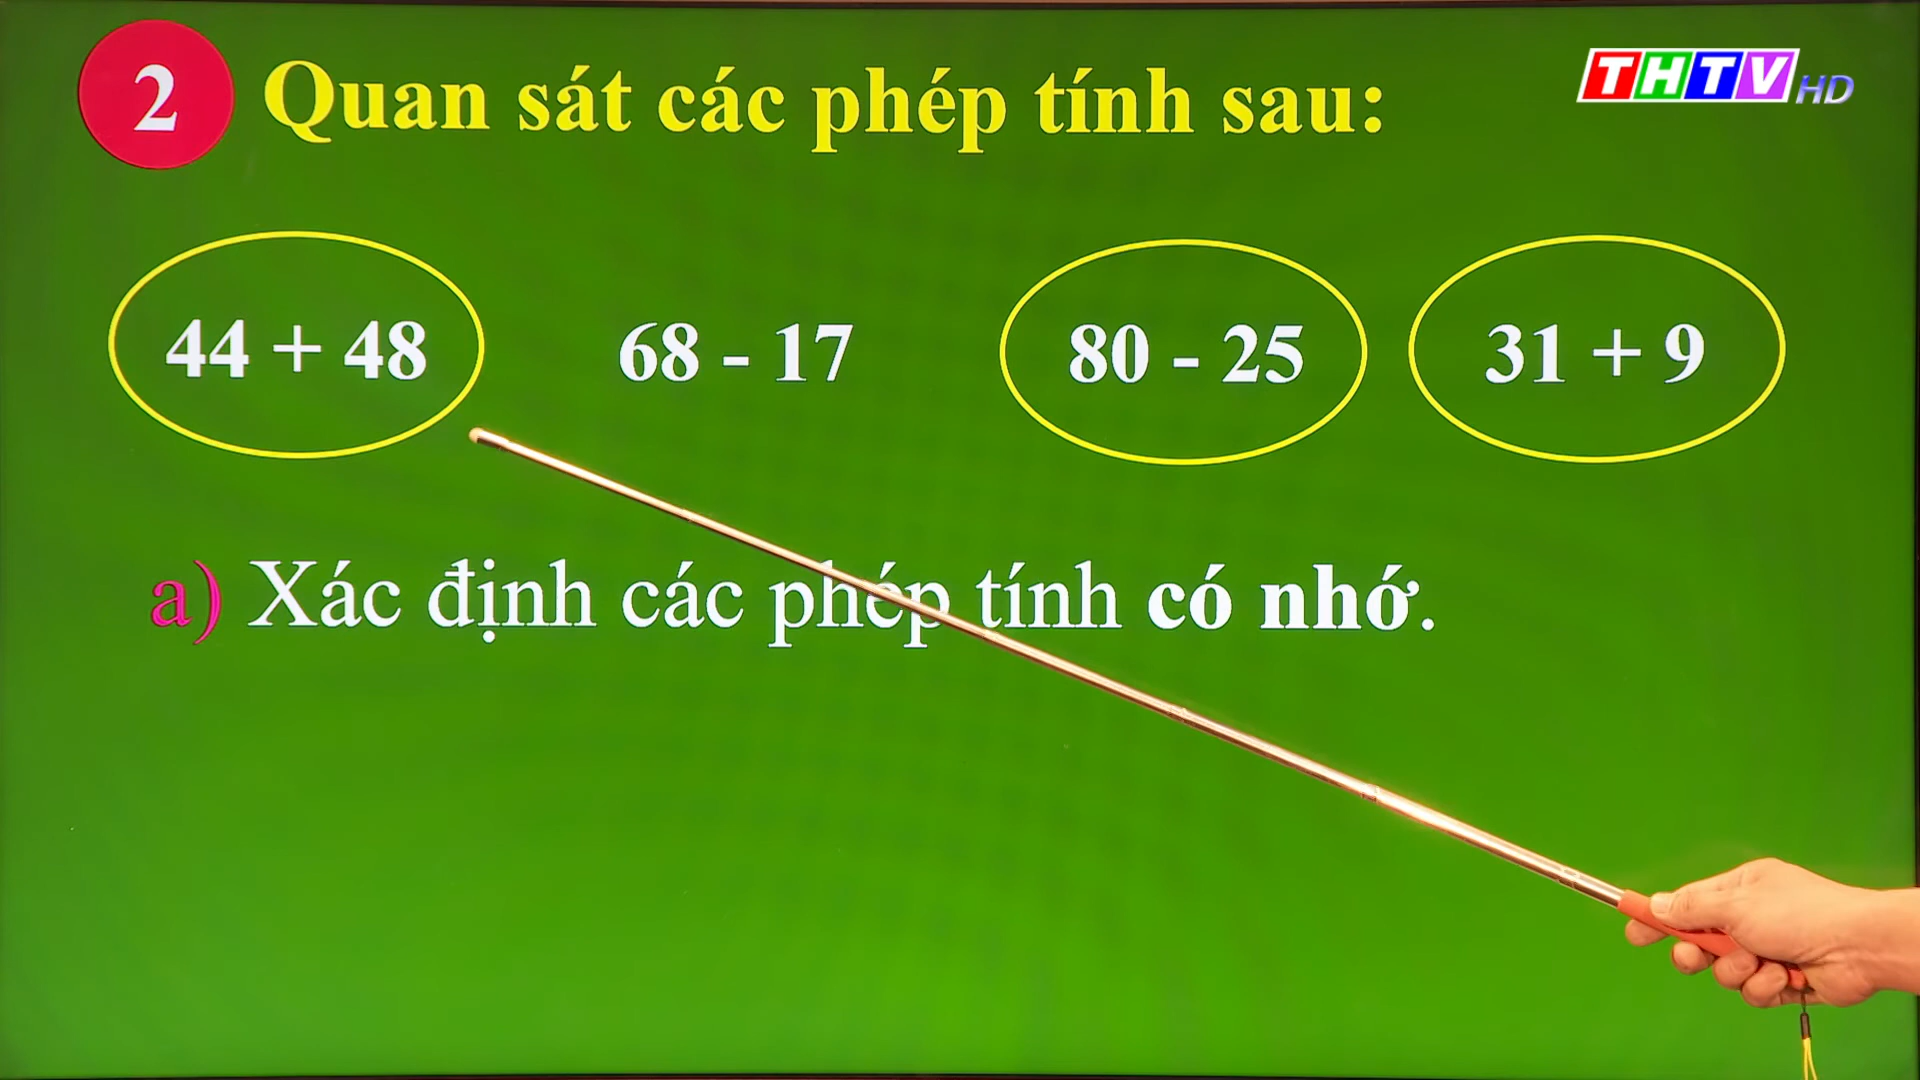 2 Quan sát các phép tính sau:
THTV HD
44 + 48 68 - 17 80 - 25 31 + 9
a) Xác định các phép tính có nhớ.